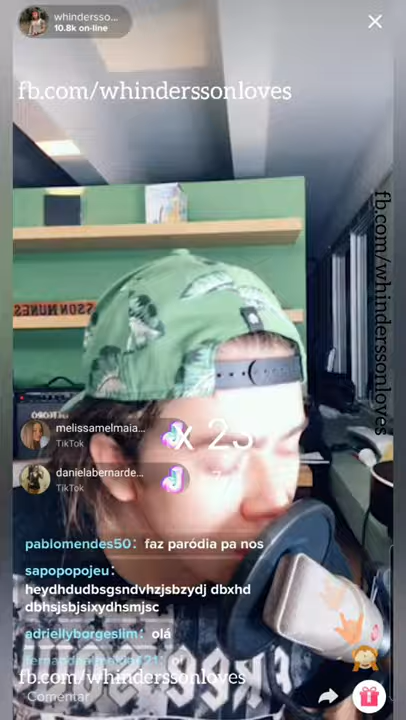 whindersso...
10.8k on-line
fb.com/whinderssonloves
fb.com/whinderssonloves
melissamelmaia...
TikTok
x 23
danielabernarde...
TikTok
pablomendes50: faz paródia pa nos
sapopopojeu:
heydhdudbsgsndvhzjsbzydj dbxhd
dbhsjsbjsixydhsmjsc
adriellyborgeslim: olá
fb.com/whinderssonloves
Comentar